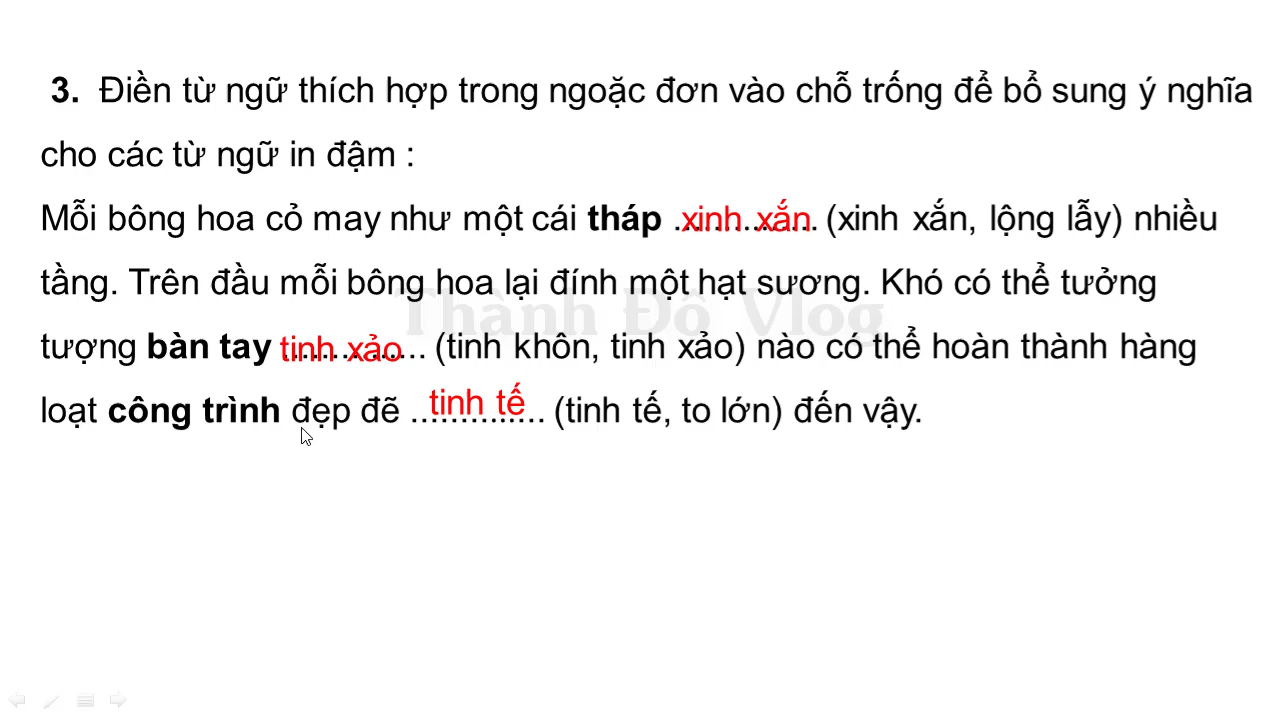 3. Điền từ ngữ thích hợp trong ngoặc đơn vào chỗ trống để bổ sung ý nghĩa
cho các từ ngữ in đậm :
Mỗi bông hoa cỏ may như một cái tháp ..xinh xắn.. (xinh xắn, lộng lẫy) nhiều
tầng. Trên đầu mỗi bông hoa lại đính một hạt sương. Khó có thể tưởng
Thành Đô Vlog
tượng bàn tay tinh xảo.. (tinh khôn, tinh xảo) nào có thể hoàn thành hàng
loạt công trình đẹp đẽ ..tinh tế.. (tinh tế, to lớn) đến vậy.